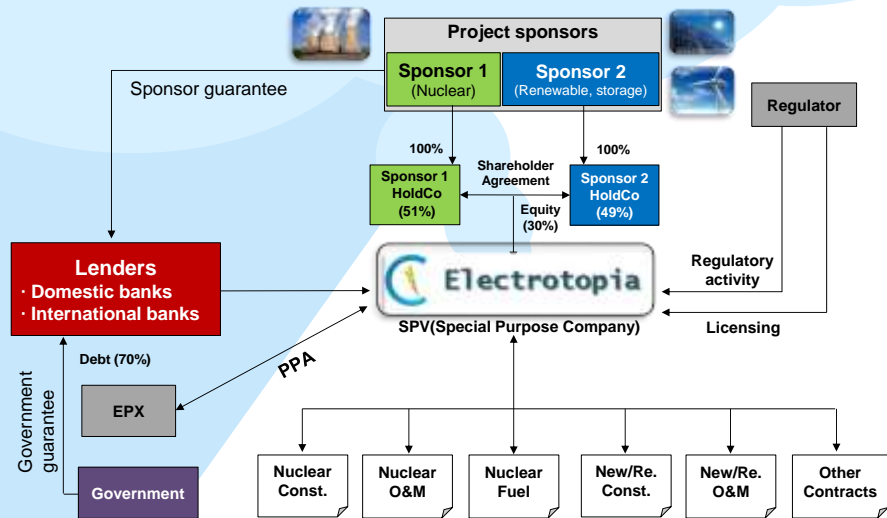 Project sponsors
Sponsor 1
(Nuclear)
Sponsor 2
(Renewable, storage)
Sponsor guarantee
Regulator
100%
100%
Sponsor 1
HoldCo
(51%)
Shareholder
Agreement
Sponsor 2
HoldCo
(49%)
Equity
(30%)
Lenders
· Domestic banks
· International banks
Electrotopia
SPV(Special Purpose Company)
Regulatory
activity
Licensing
Debt (70%)
PPA
Government
guarantee
EPX
Government
Nuclear
Const.
Nuclear
O&M
Nuclear
Fuel
New/Re.
Const.
New/Re.
O&M
Other
Contracts